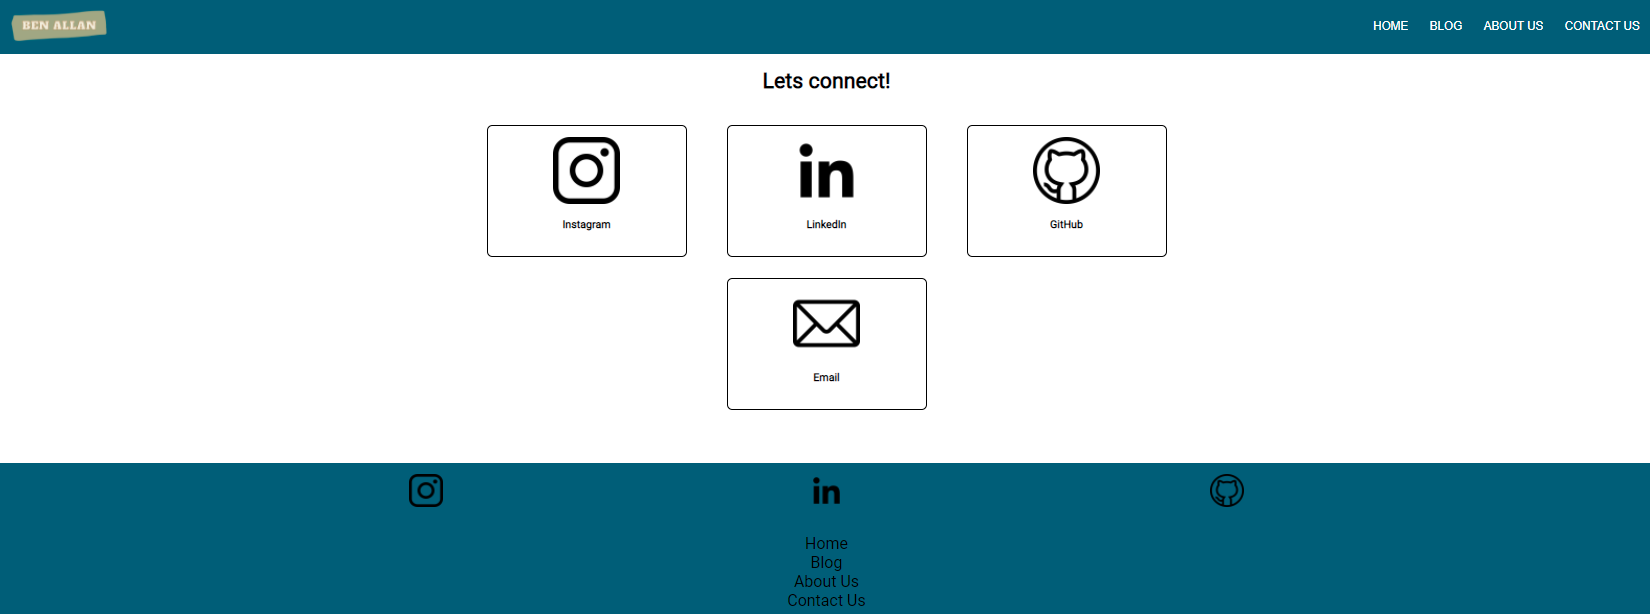 BEN ALLAN
HOME BLOG ABOUT US CONTACT US
Lets connect!
Instagram
LinkedIn
GitHub
Email
Home
Blog
About Us
Contact Us